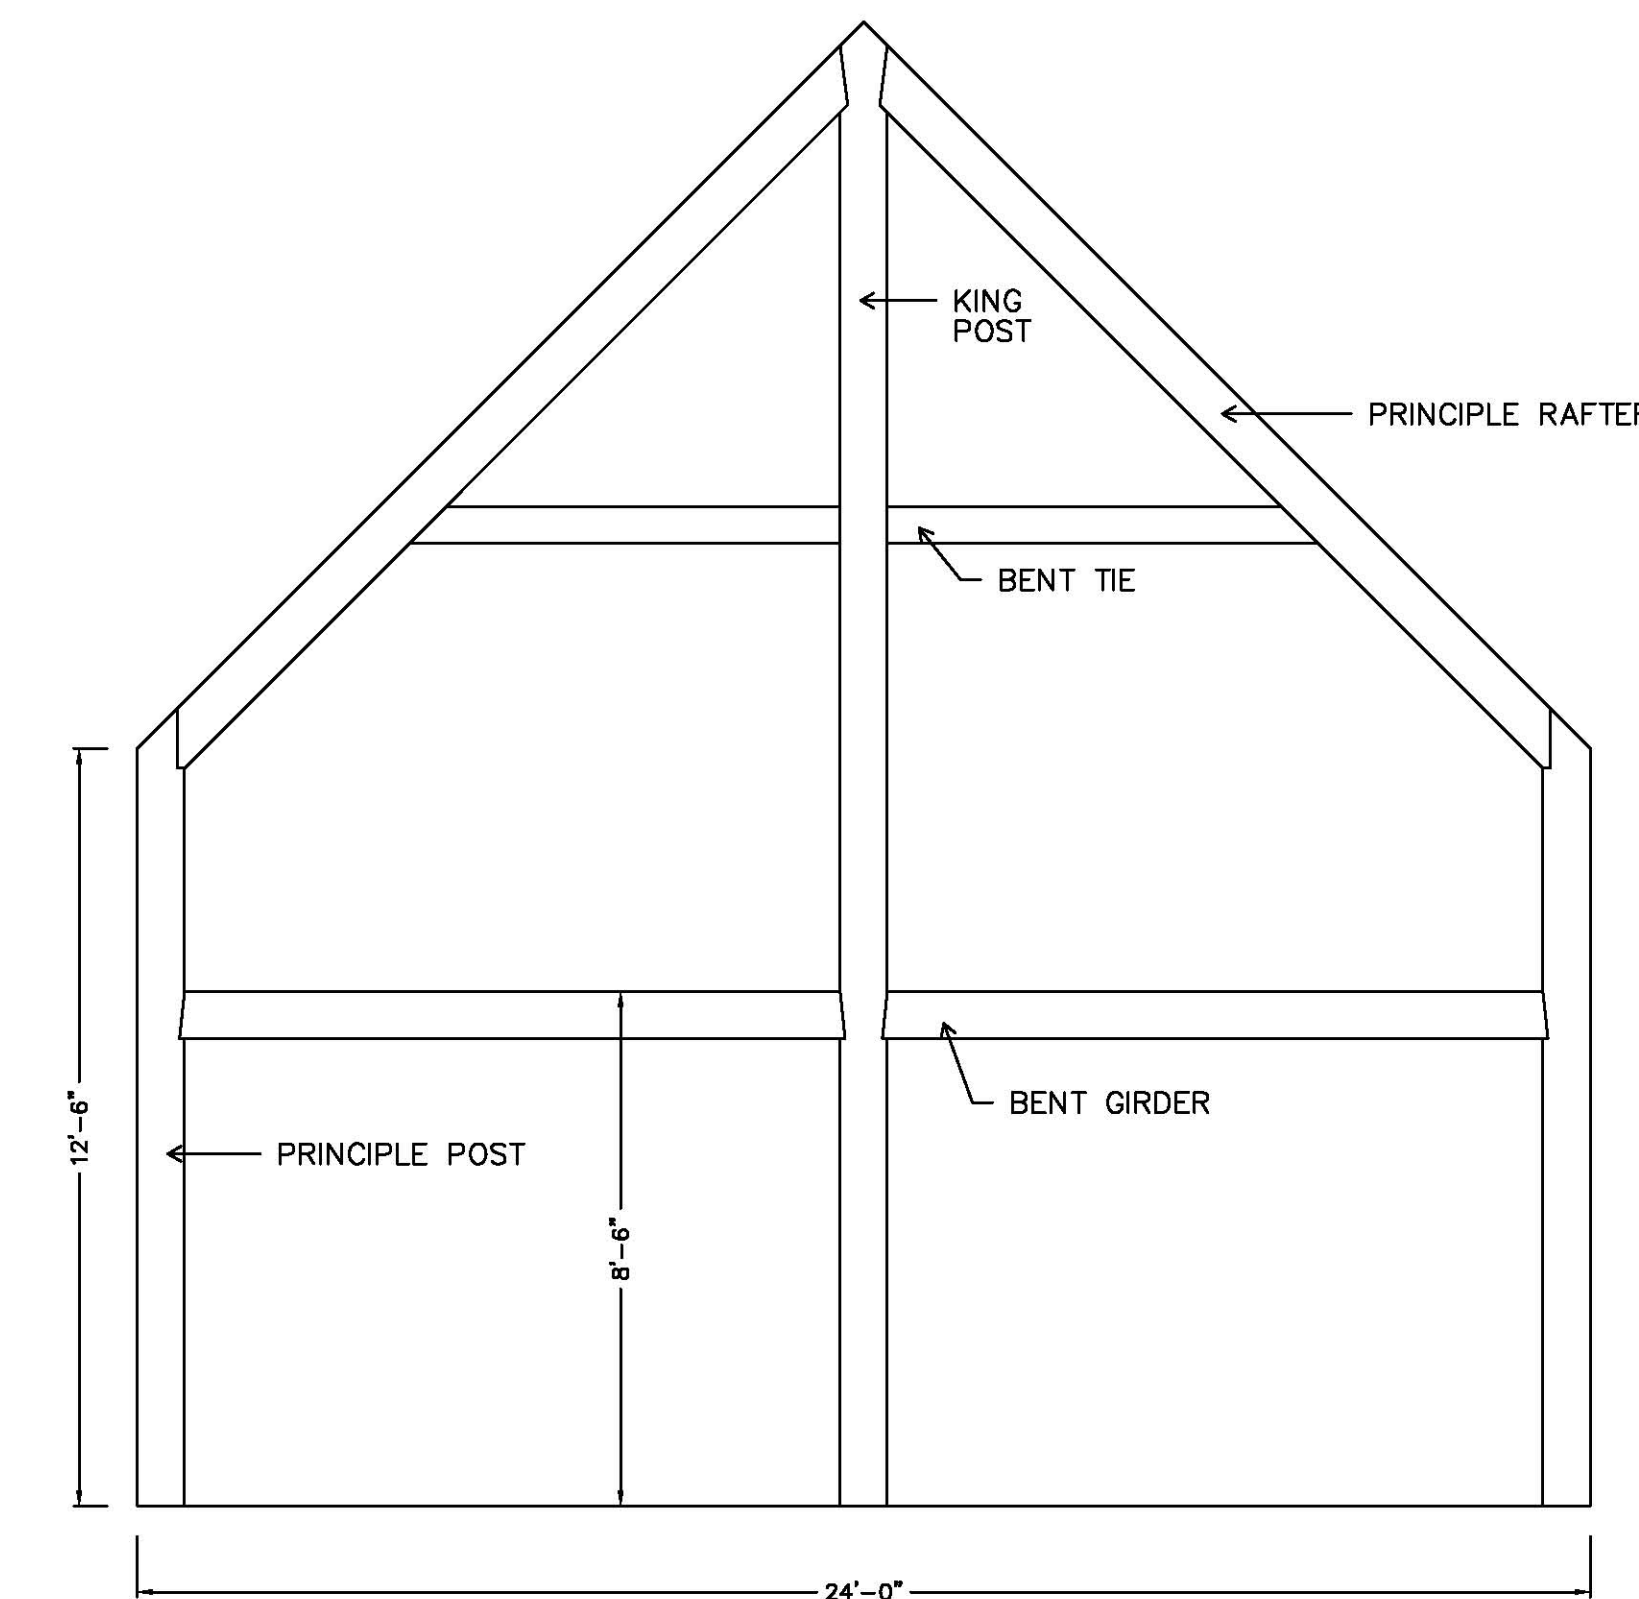 KING
POST
PRINCIPLE RAFTER
BENT TIE
BENT GIRDER
12'-6"
PRINCIPLE POST
8'-6"
24'-0"